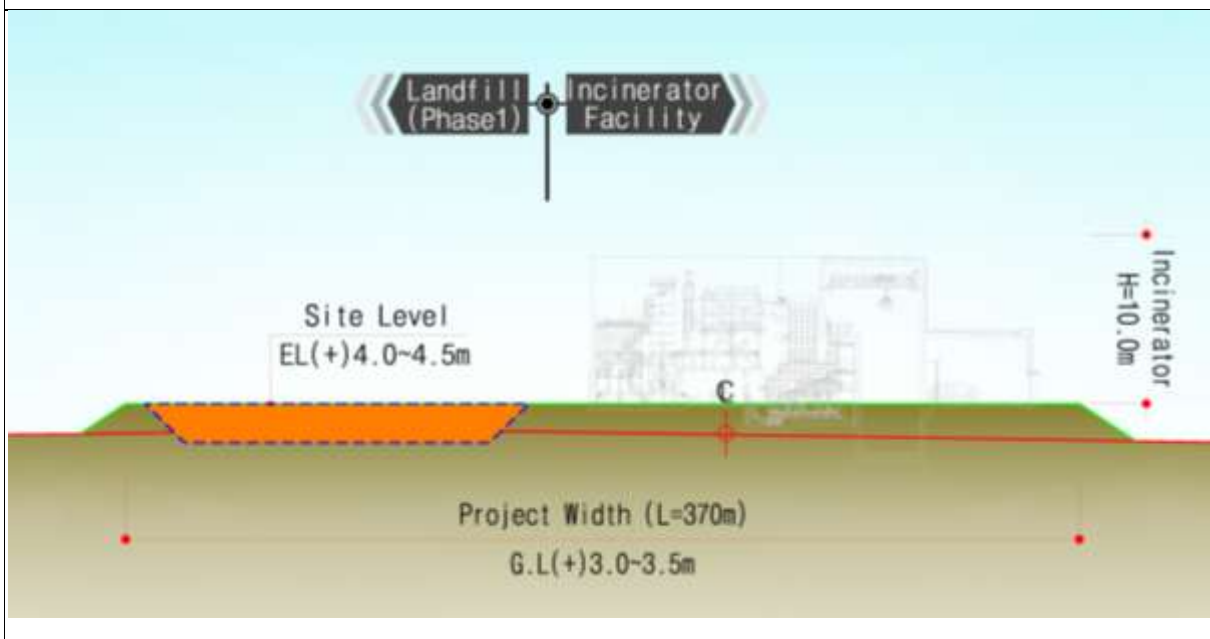 Landfill
(Phase1)
Incinerator
Facility
Site Level
EL(+)4.0~4.5m
Incinerator
H=10.0m
℄
Project Width (L=370m)
G.L(+)3.0~3.5m